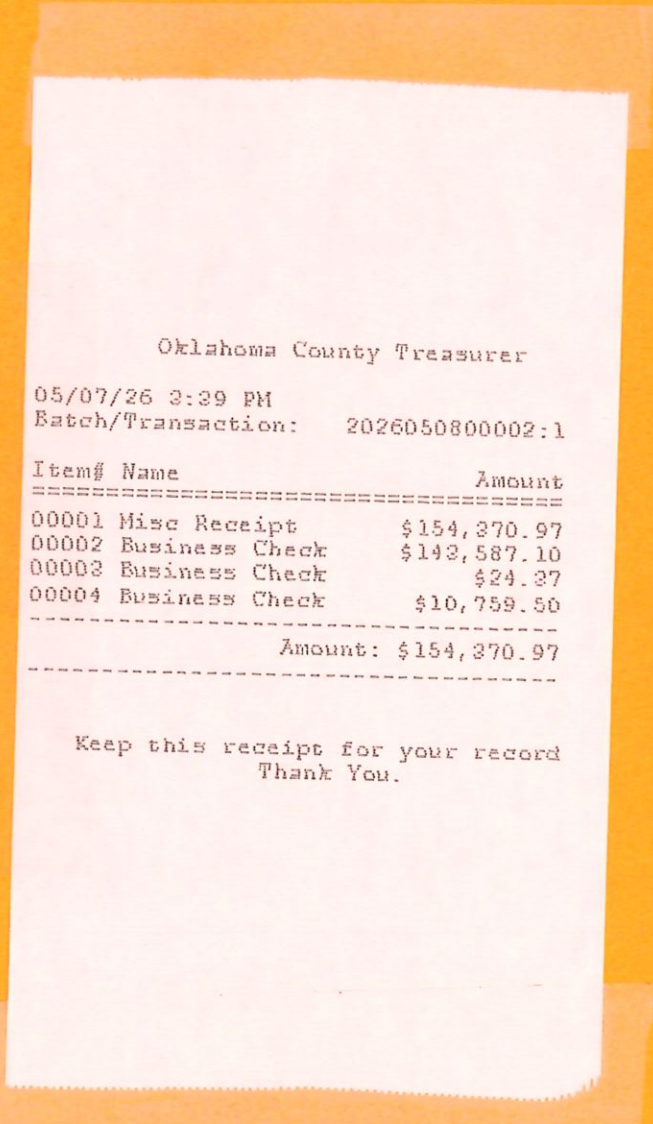 Oklahoma County Treasurer
05/07/26 3:39 PM
Batch/Transaction: 2026050800002:1
Item# Name Amount
=====================================
00001 Misc Receipt $154,370.97
00002 Business Check $143,587.10
00003 Business Check $24.37
00004 Business Check $10,759.50
-------------------------------------
Amount: $154,370.97
-------------------------------------
Keep this receipt for your record
Thank You.